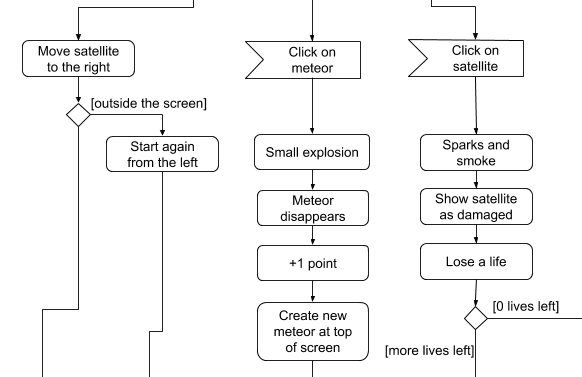 Move satellite
to the right
[outside the screen]
Start again
from the left
Click on
meteor
Small explosion
Meteor
disappears
+1 point
Create new
meteor at top
of screen
Click on
satellite
Sparks and
smoke
Show satellite
as damaged
Lose a life
[0 lives left]
[more lives left]